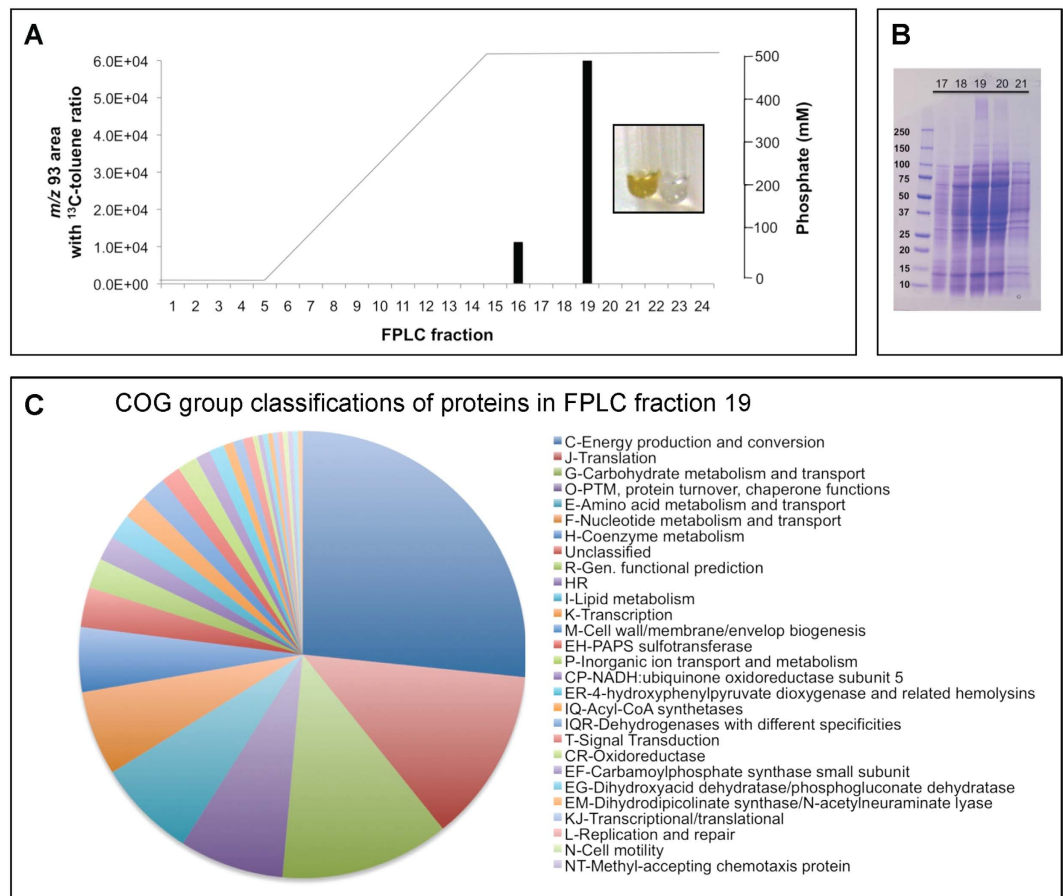 A
m/z 93 area
with ¹³C-toluene ratio
6.0E+04
5.0E+04
4.0E+04
3.0E+04
2.0E+04
1.0E+04
0.0E+00
500
400
300
200
100
0
Phosphate (mM)
1 2 3 4 5 6 7 8 9 10 11 12 13 14 15 16 17 18 19 20 21 22 23 24
FPLC fraction
B
17 18 19 20 21
250
150
100
75
50
37
25
20
15
10
C
COG group classifications of proteins in FPLC fraction 19
C-Energy production and conversion
J-Translation
G-Carbohydrate metabolism and transport
O-PTM, protein turnover, chaperone functions
E-Amino acid metabolism and transport
F-Nucleotide metabolism and transport
H-Coenzyme metabolism
Unclassified
R-Gen. functional prediction
HR
I-Lipid metabolism
K-Transcription
M-Cell wall/membrane/envelop biogenesis
EH-PAPS sulfotransferase
P-Inorganic ion transport and metabolism
CP-NADH:ubiquinone oxidoreductase subunit 5
ER-4-hydroxyphenylpyruvate dioxygenase and related hemolysins
IQ-Acyl-CoA synthetases
IQR-Dehydrogenases with different specificities
T-Signal Transduction
CR-Oxidoreductase
EF-Carbamoylphosphate synthase small subunit
EG-Dihydroxyacid dehydratase/phosphogluconate dehydratase
EM-Dihydrodipicolinate synthase/N-acetylneuraminate lyase
KJ-Transcriptional/translational
L-Replication and repair
N-Cell motility
NT-Methyl-accepting chemotaxis protein